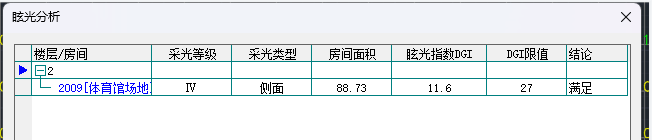 眩光分析
楼层/房间 采光等级 采光类型 房间面积 眩光指数DGI DGI限值 结论
2
2009[体育馆场地] Ⅳ 侧面 88.73 11.6 27 满足